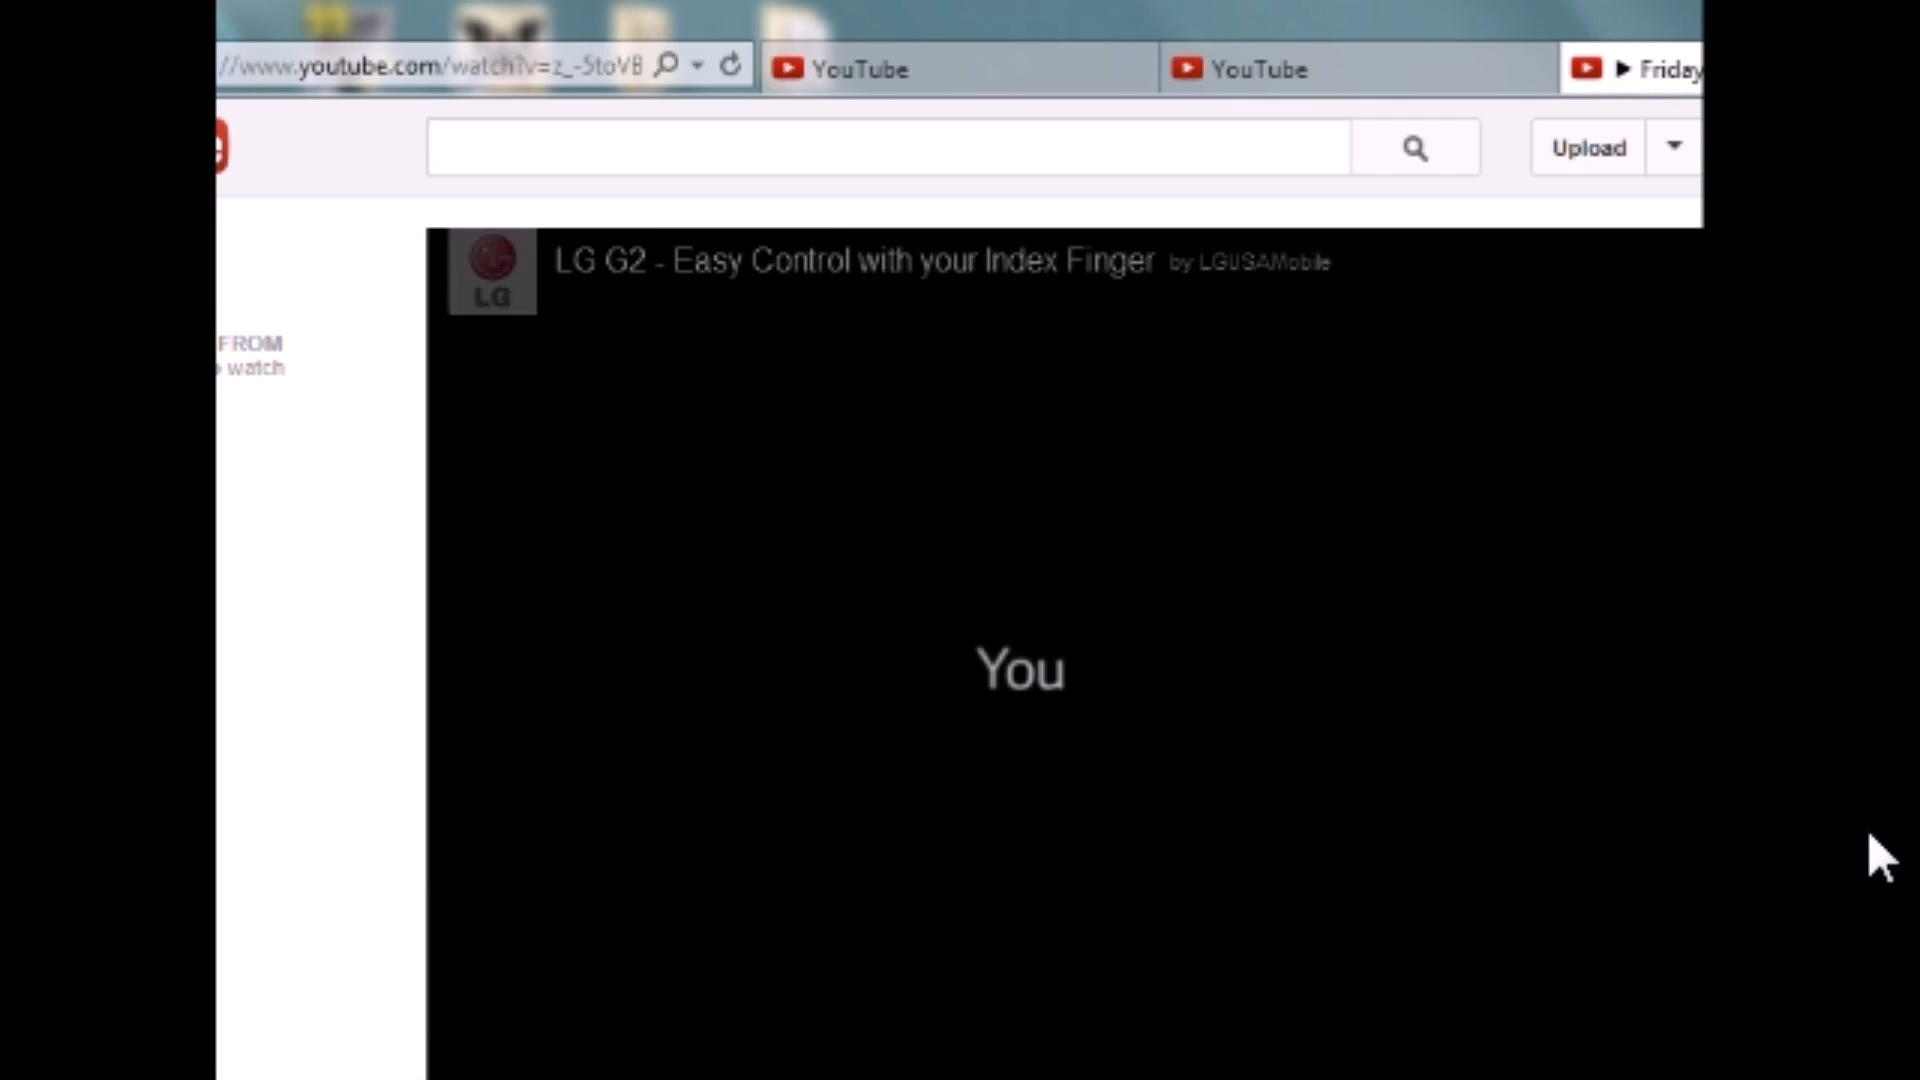 //www.youtube.com/watch?v=z_-5toV8
YouTube
YouTube
▶ Friday
Upload
LG G2 - Easy Control with your Index Finger by LGUSAMobile
LG
FROM
watch
You